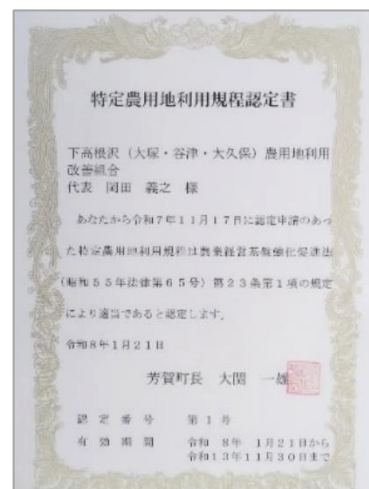 特定農用地利用規程認定書
下高根沢（大塚・谷津・大久保）農用地利用
改善組合
代表　岡田　義之　様
あなたから令和7年11月17日に認定申請のあっ
た特定農用地利用規程は農業経営基盤強化促進法
（昭和55年法律第65号）第23条第1項の規定
により適当であると認定します。
令和8年1月21日
芳賀町長　大関　一雄
認定番号　第1号
有効期間　令和　8年　1月21日から
令和13年11月30日まで